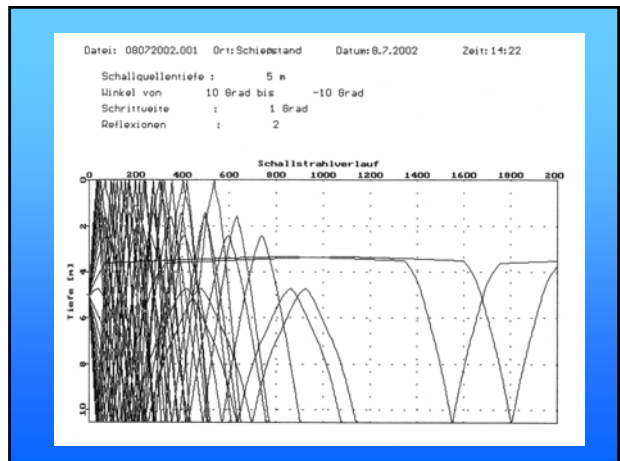 Datei: 08072002.001 Ort: Schießstand Datum: 8.7.2002 Zeit: 14:22
Schallquellentiefe : 5 m
Winkel von 10 Grad bis -10 Grad
Schrittweite : 1 Grad
Reflexionen : 2
Schallstrahlverlauf
0 200 400 600 800 1000 1200 1400 1600 200
0
2
4
6
8
10
Tiefe [m]